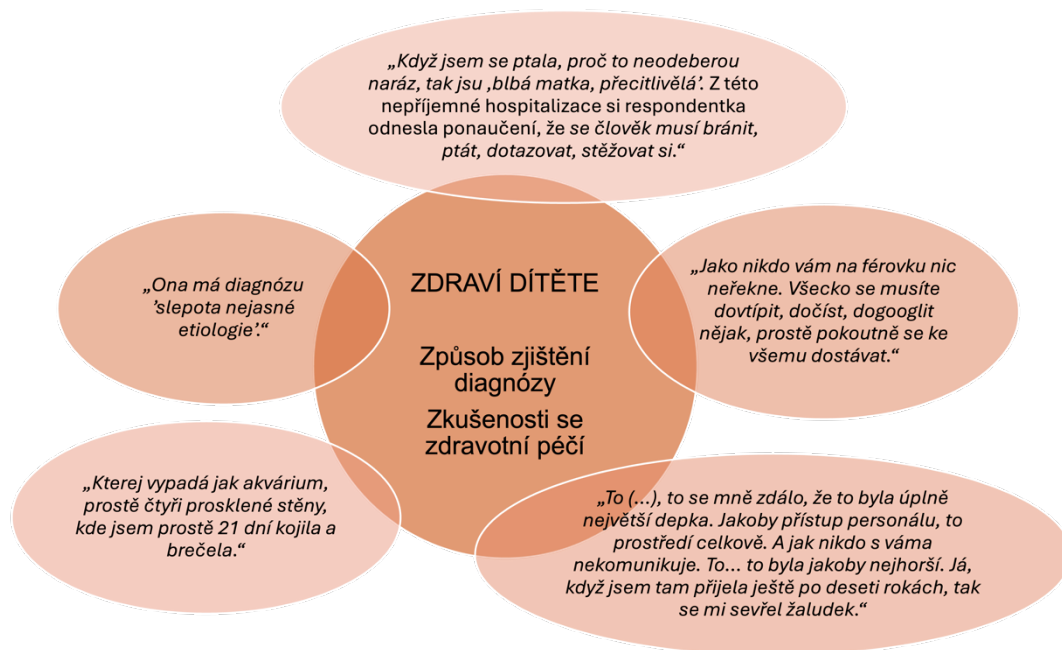 „Když jsem se ptala, proč to neodeberou
naráz, tak jsu ‚blbá matka, přecitlivělá’. Z této
nepříjemné hospitalizace si respondentka
odnesla ponaučení, že se člověk musí bránit,
ptát, dotazovat, stěžovat si.“
„Ona má diagnózu
’slepota nejasné
etiologie’.“
ZDRAVÍ DÍTĚTE
Způsob zjištění
diagnózy
Zkušenosti se
zdravotní péčí
„Jako nikdo vám na férovku nic
neřekne. Všecko se musíte
dovtípit, dočíst, dogooglit
nějak, prostě pokoutně se ke
všemu dostávat.“
„Kterej vypadá jak akvárium,
prostě čtyři prosklené stěny,
kde jsem prostě 21 dní kojila a
brečela.“
„To (...), to se mně zdálo, že to byla úplně
největší depka. Jakoby přístup personálu, to
prostředí celkově. A jak nikdo s váma
nekomunikuje. To... to byla jakoby nejhorší. Já,
když jsem tam přijela ještě po deseti rokách, tak
se mi sevřel žaludek.“